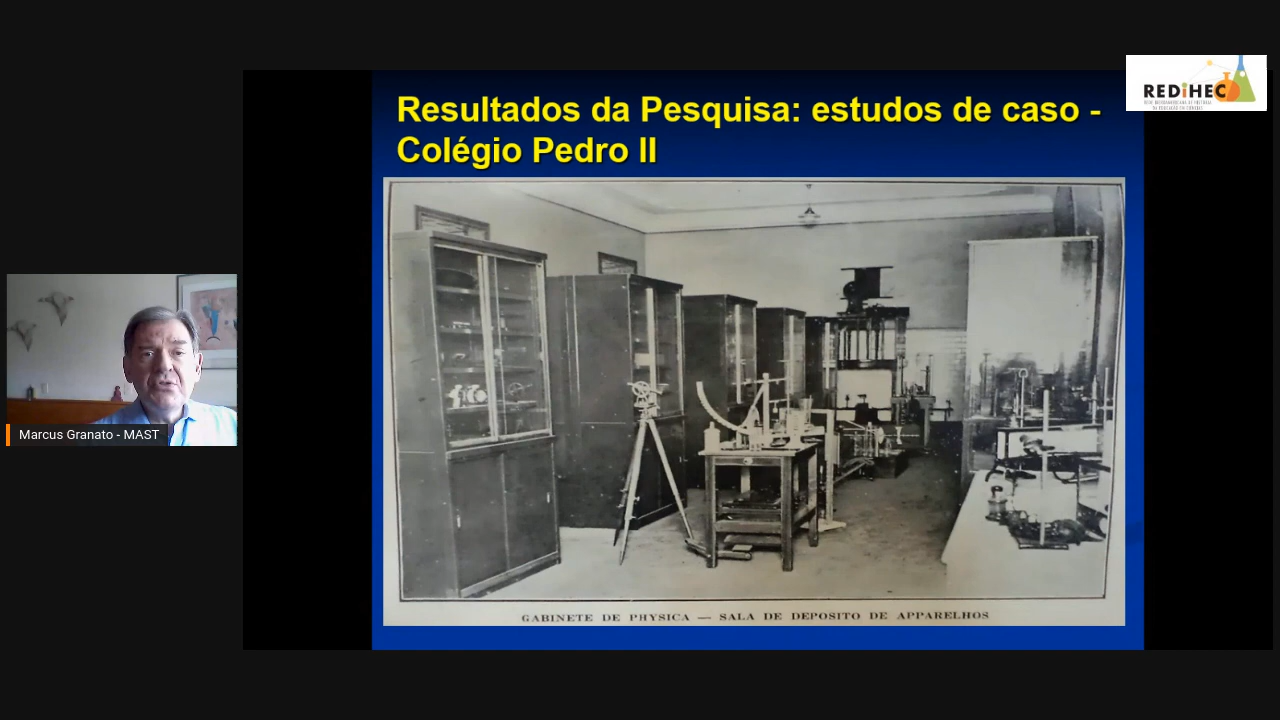 REDiHEC
Resultados da Pesquisa: estudos de caso -
Colégio Pedro II
Marcus Granato - MAST
GABINETE DE PHYSICA — SALA DE DEPOSITO DE APPARELHOS